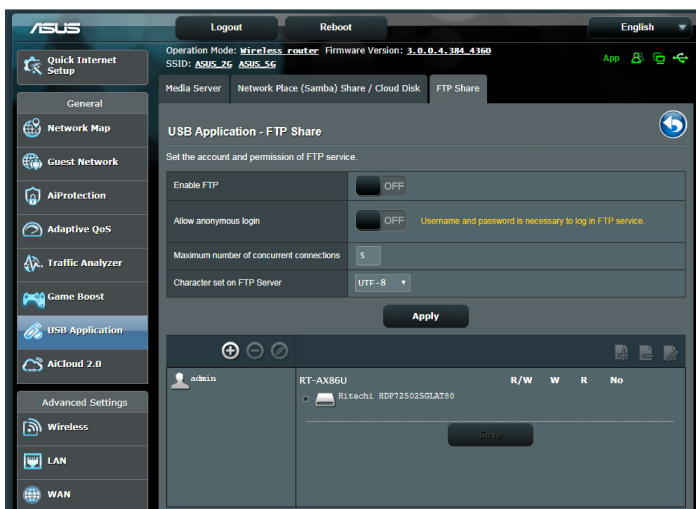 ASUS
Logout
Reboot
English
Operation Mode: Wireless router Firmware Version: 3.0.0.4.384_4360
SSID: ASUS_2G ASUS_5G
App
Quick Internet
Setup
General
Network Map
Guest Network
AiProtection
Adaptive QoS
Traffic Analyzer
Game Boost
USB Application
AiCloud 2.0
Advanced Settings
Wireless
LAN
WAN
Media Server
Network Place (Samba) Share / Cloud Disk
FTP Share
USB Application - FTP Share
Set the account and permission of FTP service.
Enable FTP
OFF
Allow anonymous login
OFF
Username and password is necessary to log in FTP service.
Maximum number of concurrent connections
5
Character set on FTP Server
UTF-8
Apply
admin
RT-AX86U
R/W W R No
Hitachi HDP725025GLAT80
Save